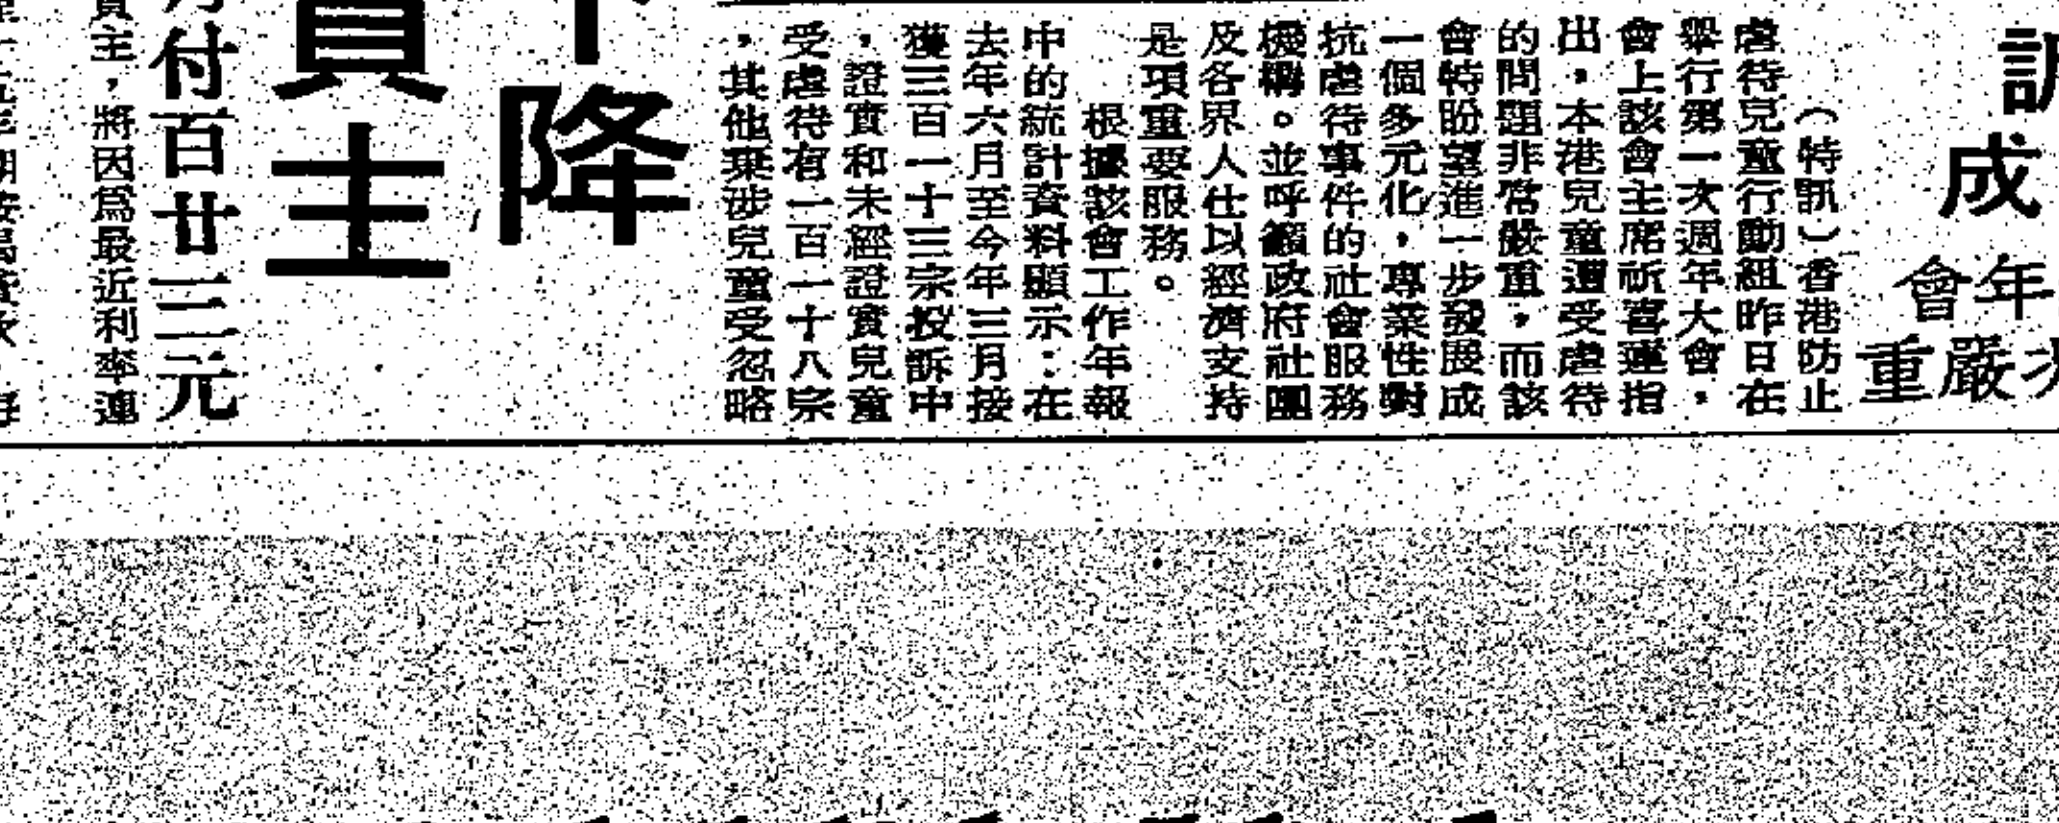 成
年會
嚴重
（特訊）香港防止
虐待兒童行動組昨日在
舉行第一次週年大會，
會上該會主席祈喜蓮指
出，本港兒童遭受虐待
的問題非常嚴重，而該
會特盼望進一步發展成
一個多元化，專業性對
抗虐待事件的社會服務
機構。並呼籲政府社團
及各界人仕以經濟支持
是項重要服務。
根據該會工作年報
中的統計資料顯示：在
去年六月至今年三月接
獲三百一十三宗投訴中
，證實和未經證實兒童
受虐待有一百一十八宗
，其他棄涉兒童受忽略
降
主
付百廿三元
主，將因為最近利率連